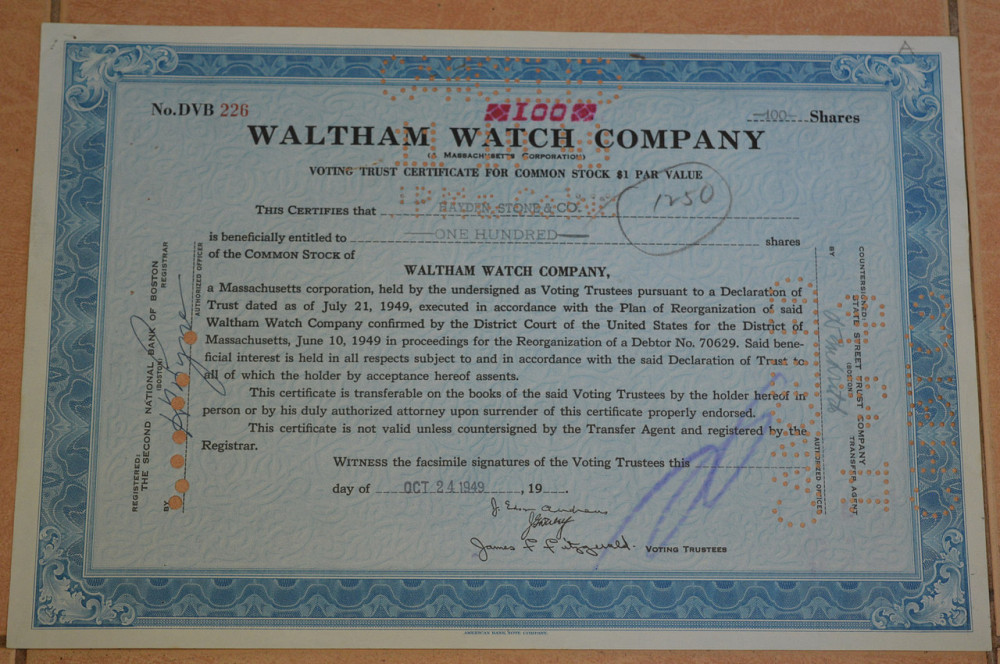 A
No. DVB 226
100
-100- Shares
WALTHAM WATCH COMPANY
(A MASSACHUSETTS CORPORATION)
VOTING TRUST CERTIFICATE FOR COMMON STOCK $1 PAR VALUE
THIS CERTIFIES that HAYDEN, STONE & CO.
1250
is beneficially entitled to —ONE HUNDRED— shares
of the COMMON STOCK of
WALTHAM WATCH COMPANY,
a Massachusetts corporation, held by the undersigned as Voting Trustees pursuant to a Declaration of
Trust dated as of July 21, 1949, executed in accordance with the Plan of Reorganization of said
Waltham Watch Company confirmed by the District Court of the United States for the District of
Massachusetts, June 10, 1949 in proceedings for the Reorganization of a Debtor No. 70629. Said bene-
ficial interest is held in all respects subject to and in accordance with the said Declaration of Trust to
all of which the holder by acceptance hereof assents.
This certificate is transferable on the books of the said Voting Trustees by the holder hereof in
person or by his duly authorized attorney upon surrender of this certificate properly endorsed.
This certificate is not valid unless countersigned by the Transfer Agent and registered by the
Registrar.
WITNESS the facsimile signatures of the Voting Trustees this
day of OCT 24 1949, 19
James F. Fitzgerald. VOTING TRUSTEES
REGISTERED:
THE SECOND NATIONAL BANK OF BOSTON
(BOSTON) REGISTRAR
BY
AUTHORIZED OFFICER
COUNTERSIGNED:
STATE STREET TRUST COMPANY
(BOSTON) TRANSFER AGENT
BY
AUTHORIZED OFFICER
AMERICAN BANK NOTE COMPANY.